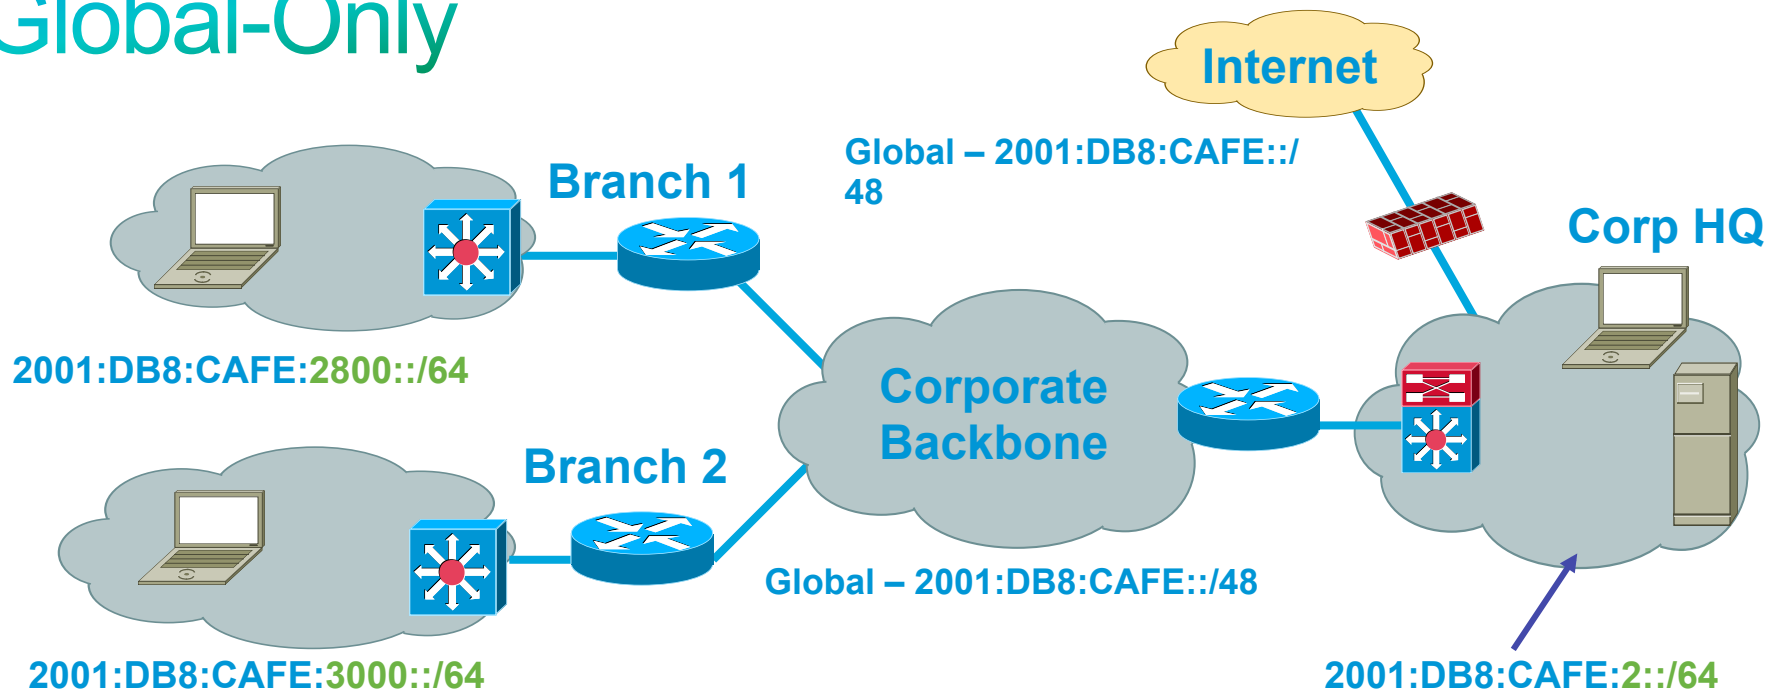 Global-Only
Internet
Global – 2001:DB8:CAFE::/
48
Branch 1
Corp HQ
2001:DB8:CAFE:2800::/64
Corporate
Backbone
Branch 2
Global – 2001:DB8:CAFE::/48
2001:DB8:CAFE:3000::/64
2001:DB8:CAFE:2::/64